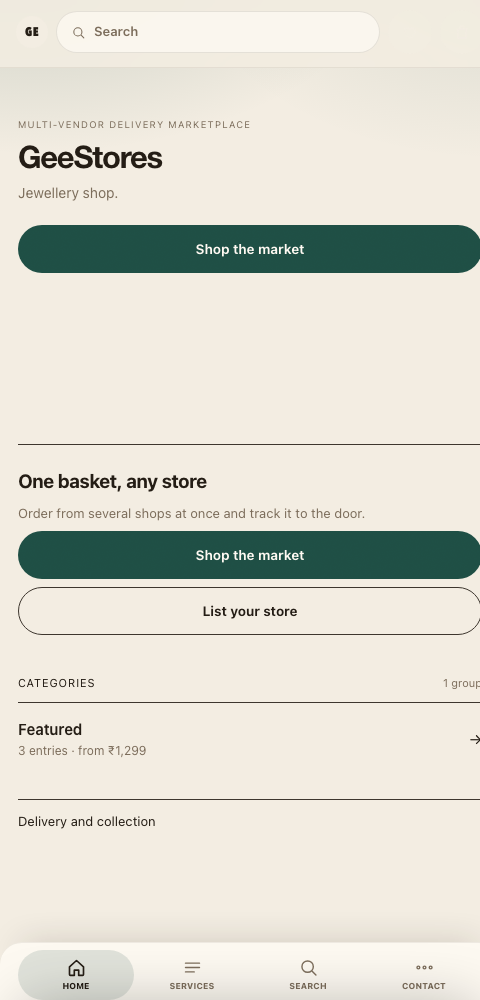 GE
Search
MULTI-VENDOR DELIVERY MARKETPLACE
GeeStores
Jewellery shop.
Shop the market
One basket, any store
Order from several shops at once and track it to the door.
Shop the market
List your store
CATEGORIES
1 group
Featured
3 entries · from ₹1,299
Delivery and collection
HOME
SERVICES
SEARCH
CONTACT